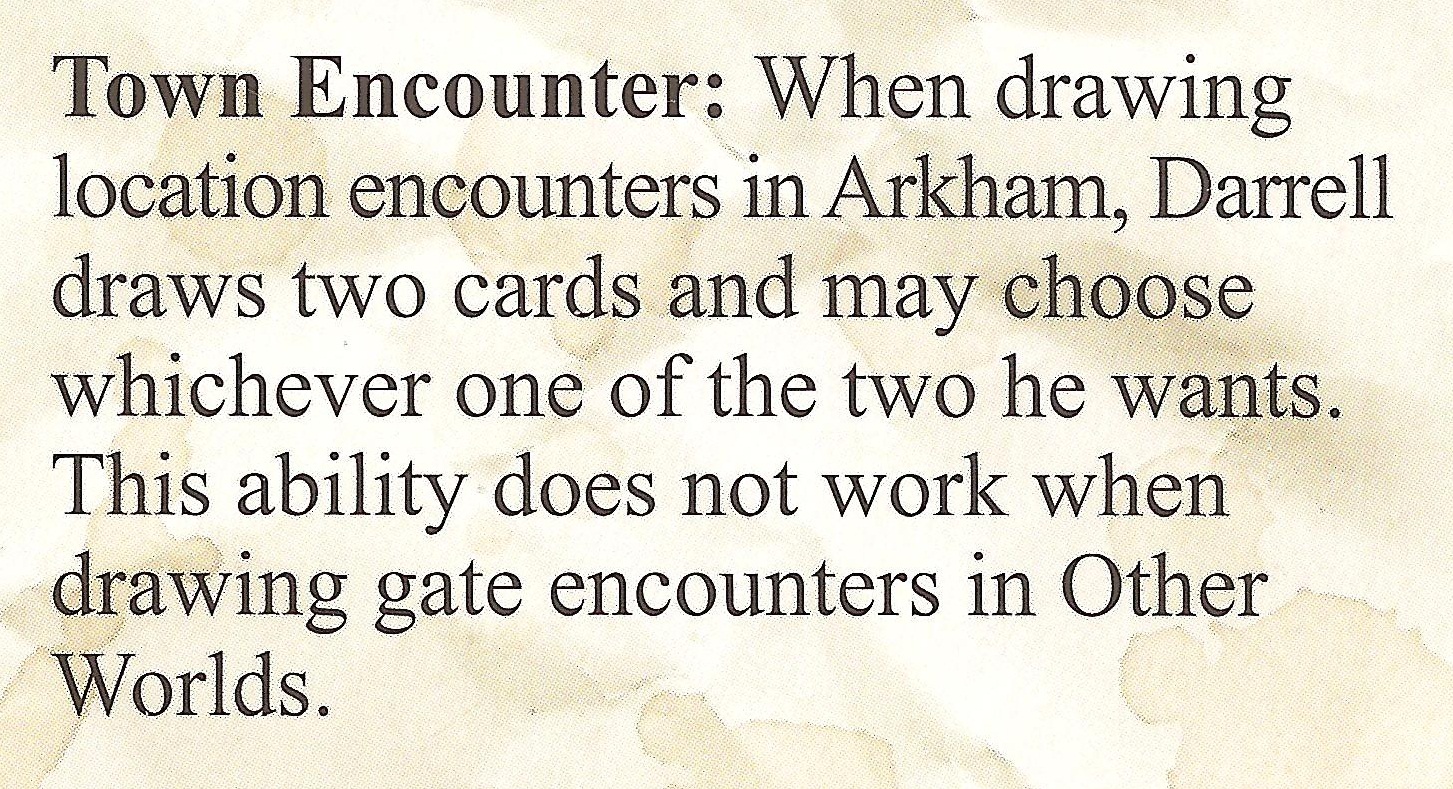 Town Encounter: When drawing
location encounters in Arkham, Darrell
draws two cards and may choose
whichever one of the two he wants.
This ability does not work when
drawing gate encounters in Other
Worlds.